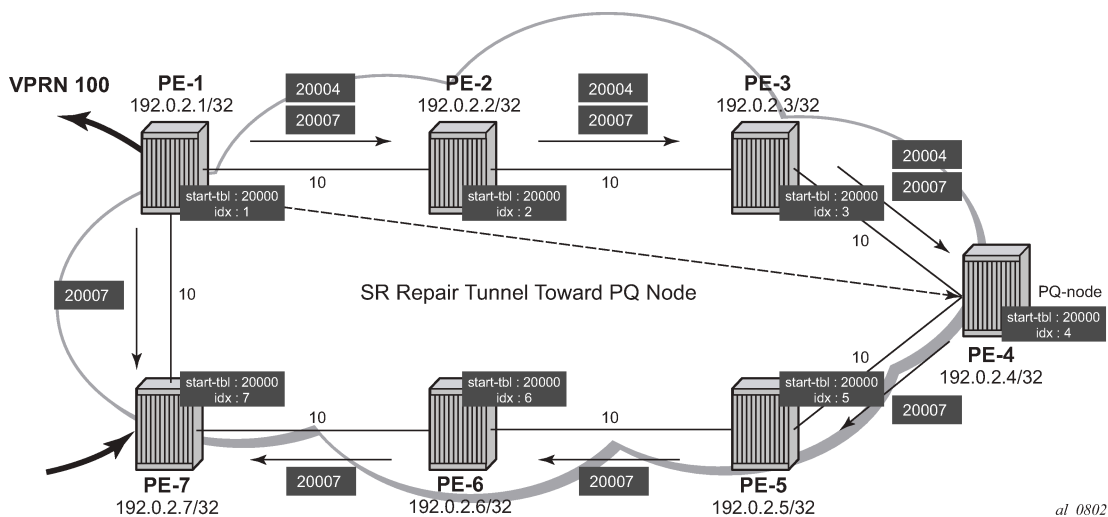 VPRN 100
PE-1
192.0.2.1/32
20004
20007
PE-2
192.0.2.2/32
20004
20007
PE-3
192.0.2.3/32
20004
20007
start-tbl : 20000
idx : 1
10
start-tbl : 20000
idx : 2
10
start-tbl : 20000
idx : 3
10
20007
10
SR Repair Tunnel Toward PQ Node
PQ-node
start-tbl : 20000
idx : 4
PE-4
192.0.2.4/32
start-tbl : 20000
idx : 7
10
start-tbl : 20000
idx : 6
10
start-tbl : 20000
idx : 5
10
20007
20007
20007
PE-7
192.0.2.7/32
PE-6
192.0.2.6/32
PE-5
192.0.2.5/32
al_0802